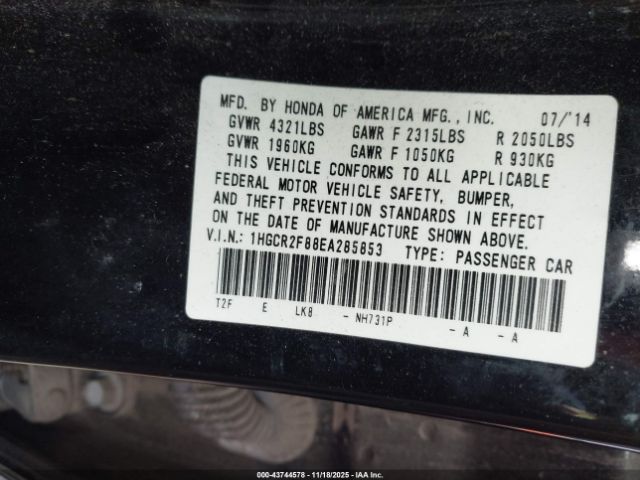 MFD. BY HONDA OF AMERICA MFG., INC. 07/'14
GVWR 4321LBS GAWR F 2315LBS R 2050LBS
GVWR 1960KG GAWR F 1050KG R 930KG
THIS VEHICLE CONFORMS TO ALL APPLICABLE
FEDERAL MOTOR VEHICLE SAFETY, BUMPER,
AND THEFT PREVENTION STANDARDS IN EFFECT
ON THE DATE OF MANUFACTURE SHOWN ABOVE.
V.I.N.: 1HGCR2F88EA285853 TYPE: PASSENGER CAR
T2F E LK8 - NH731P - A - A
000-43744578 - 11/18/2025 - IAA Inc.